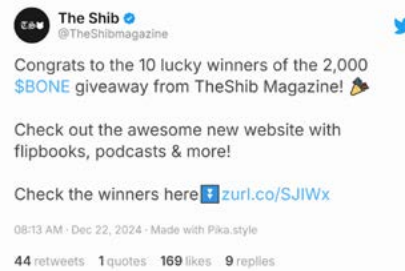 The Shib
@TheShibmagazine
Congrats to the 10 lucky winners of the 2,000
$BONE giveaway from TheShib Magazine! 🎉
Check out the awesome new website with
flipbooks, podcasts & more!
Check the winners here⏬zurl.co/SJIWx
08:13 AM · Dec 22, 2024 · Made with Pika.style
44 retweets 1 quotes 169 likes 9 replies